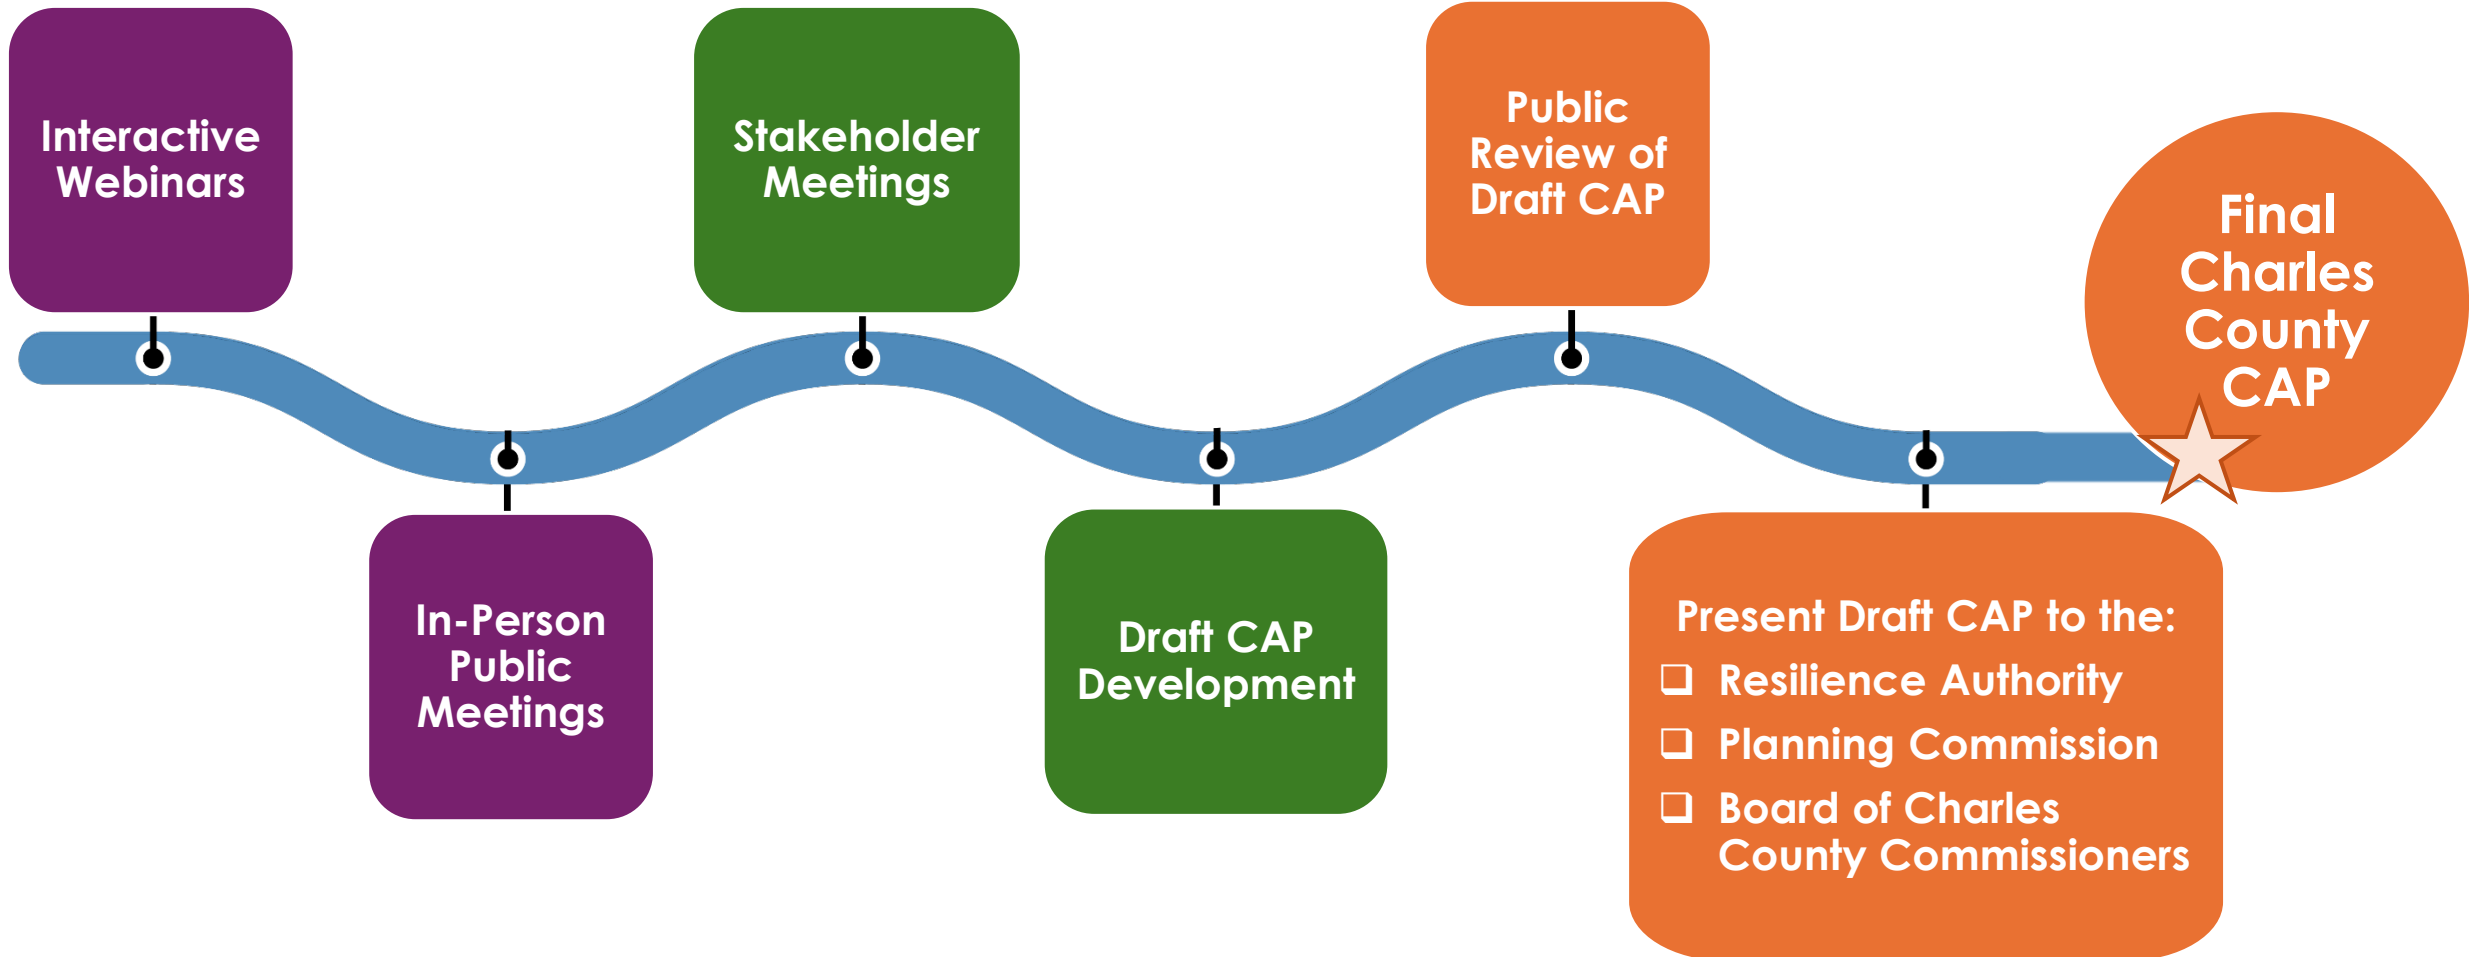 Interactive
Webinars
In-Person
Public
Meetings
Stakeholder
Meetings
Draft CAP
Development
Public
Review of
Draft CAP
Present Draft CAP to the:
❑ Resilience Authority
❑ Planning Commission
❑ Board of Charles
County Commissioners
Final
Charles
County
CAP